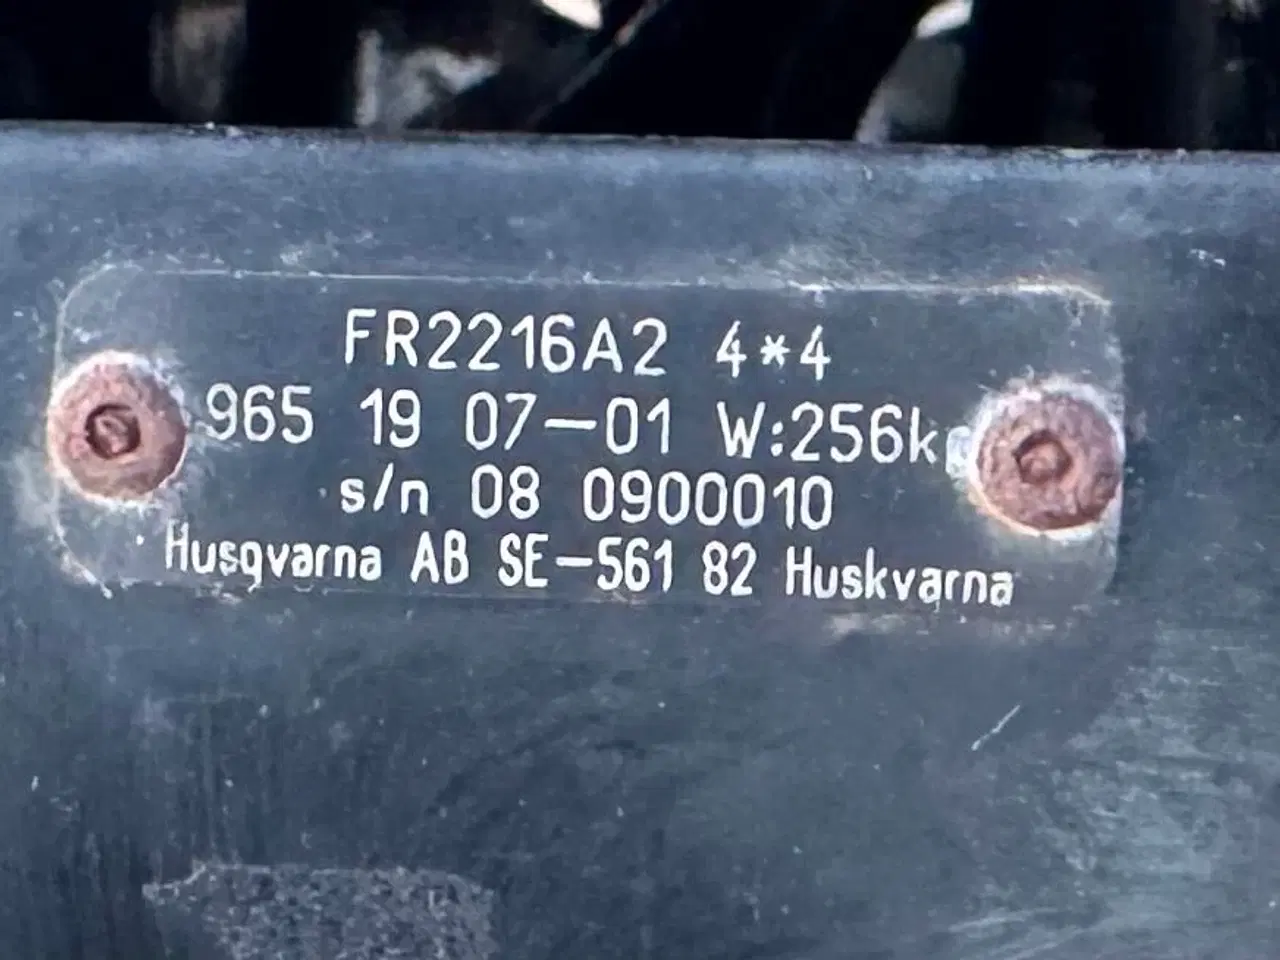 FR2216A2 4*4
965 19 07-01 W:256k
s/n 08 0900010
Husqvarna AB SE-561 82 Huskvarna